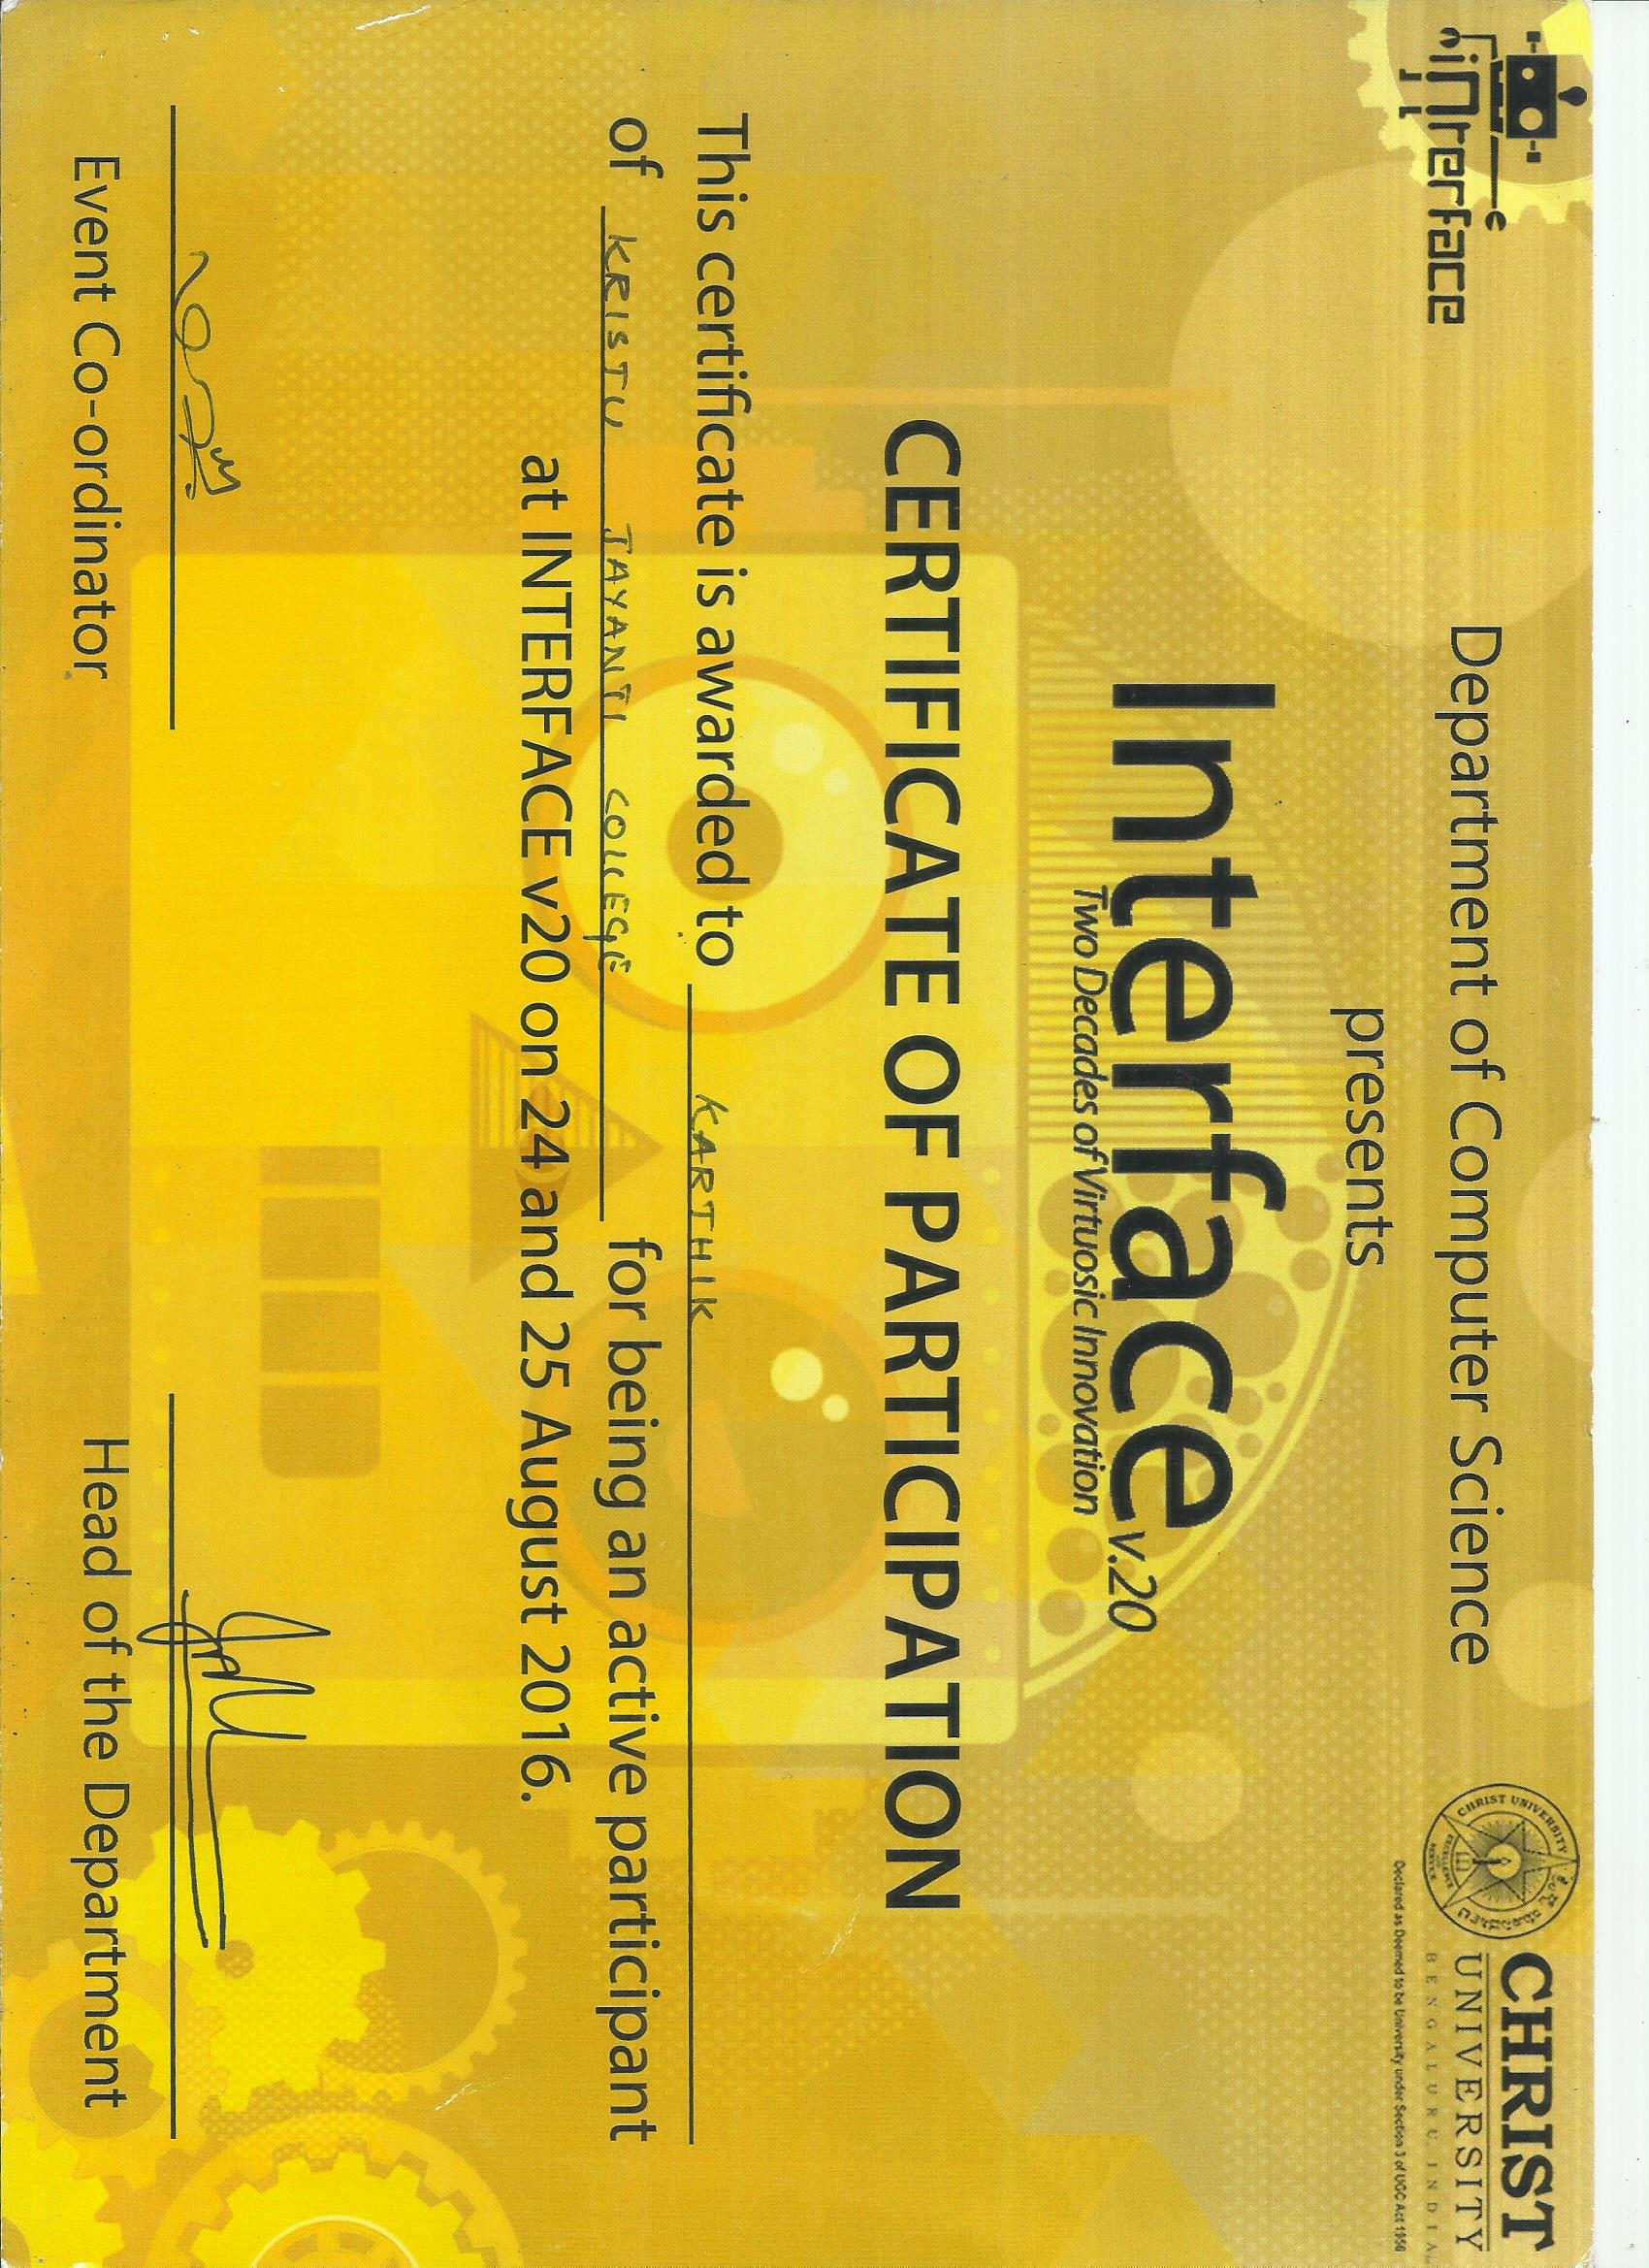 inTerface
CHRIST
UNIVERSITY
BENGALURU, INDIA
Declared as Deemed to be University under Section 3 of UGC Act 1956
CHRIST UNIVERSITY
EXCELLENCE AND SERVICE
Department of Computer Science
presents
Interface v.20
Two Decades of Virtuosic Innovation
CERTIFICATE OF PARTICIPATION
This certificate is awarded to KARTHIK
of KRISTU JAYANTI COllEGE for being an active participant
at INTERFACE v20 on 24 and 25 August 2016.
Event Co-ordinator
Head of the Department